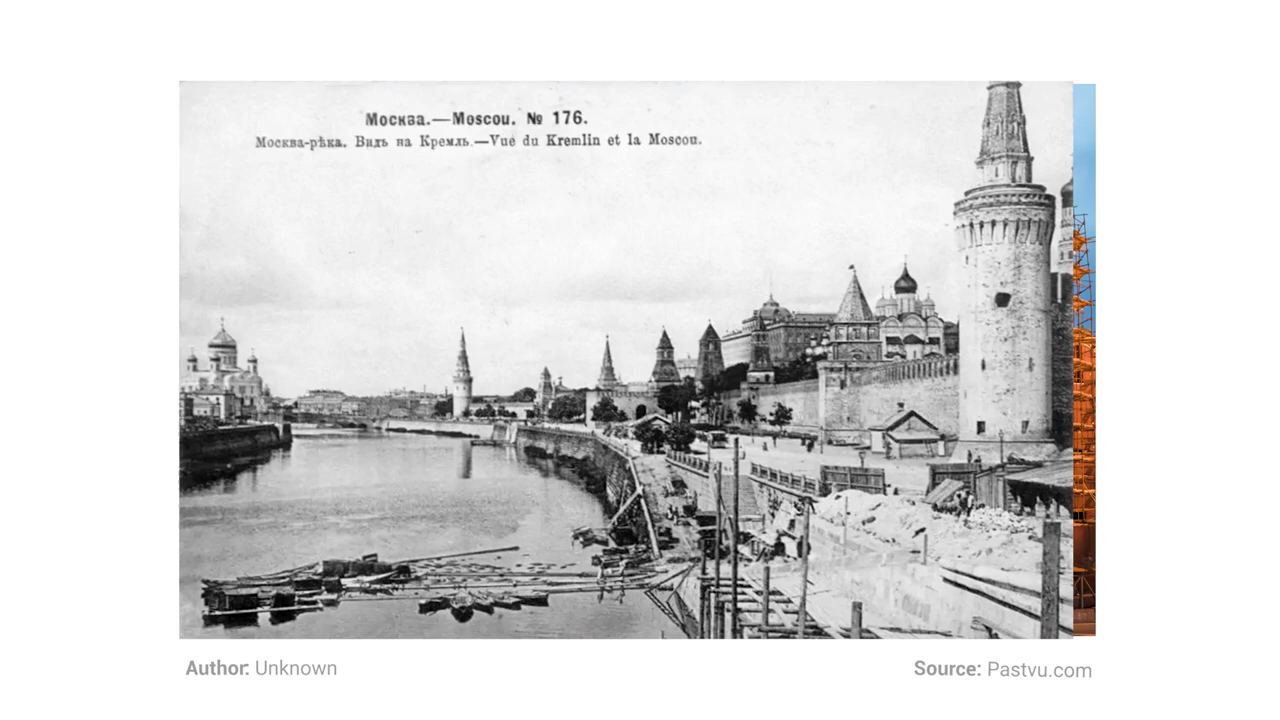 Москва.—Moscou. № 176.
Москва-рѣка. Видъ на Кремль.—Vue du Kremlin et la Moscou.
Author: Unknown
Source: Pastvu.com